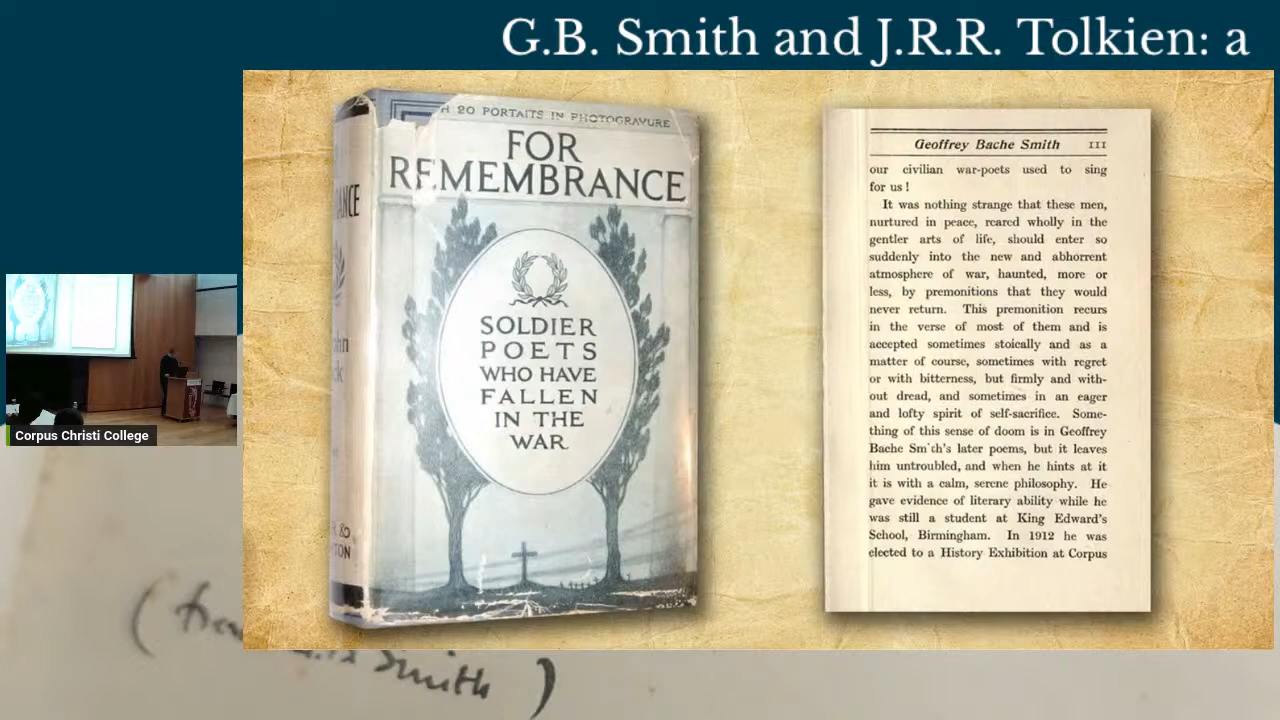 G.B. Smith and J.R.R. Tolkien: a
20 PORTAITS IN PHOTOGRAVURE
FOR
REMEMBRANCE
SOLDIER
POETS
WHO HAVE
FALLEN
IN THE
WAR
TON
Geoffrey Bache Smith III
our civilian war-poets used to sing
for us !
It was nothing strange that these men,
nurtured in peace, reared wholly in the
gentler arts of life, should enter so
suddenly into the new and abhorrent
atmosphere of war, haunted, more or
less, by premonitions that they would
never return. This premonition recurs
in the verse of most of them and is
accepted sometimes stoically and as a
matter of course, sometimes with regret
or with bitterness, but firmly and with-
out dread, and sometimes in an eager
and lofty spirit of self-sacrifice. Some-
thing of this sense of doom is in Geoffrey
Bache Smith's later poems, but it leaves
him untroubled, and when he hints at it
it is with a calm, serene philosophy. He
gave evidence of literary ability while he
was still a student at King Edward's
School, Birmingham. In 1912 he was
elected to a History Exhibition at Corpus
Corpus Christi College
Smith )